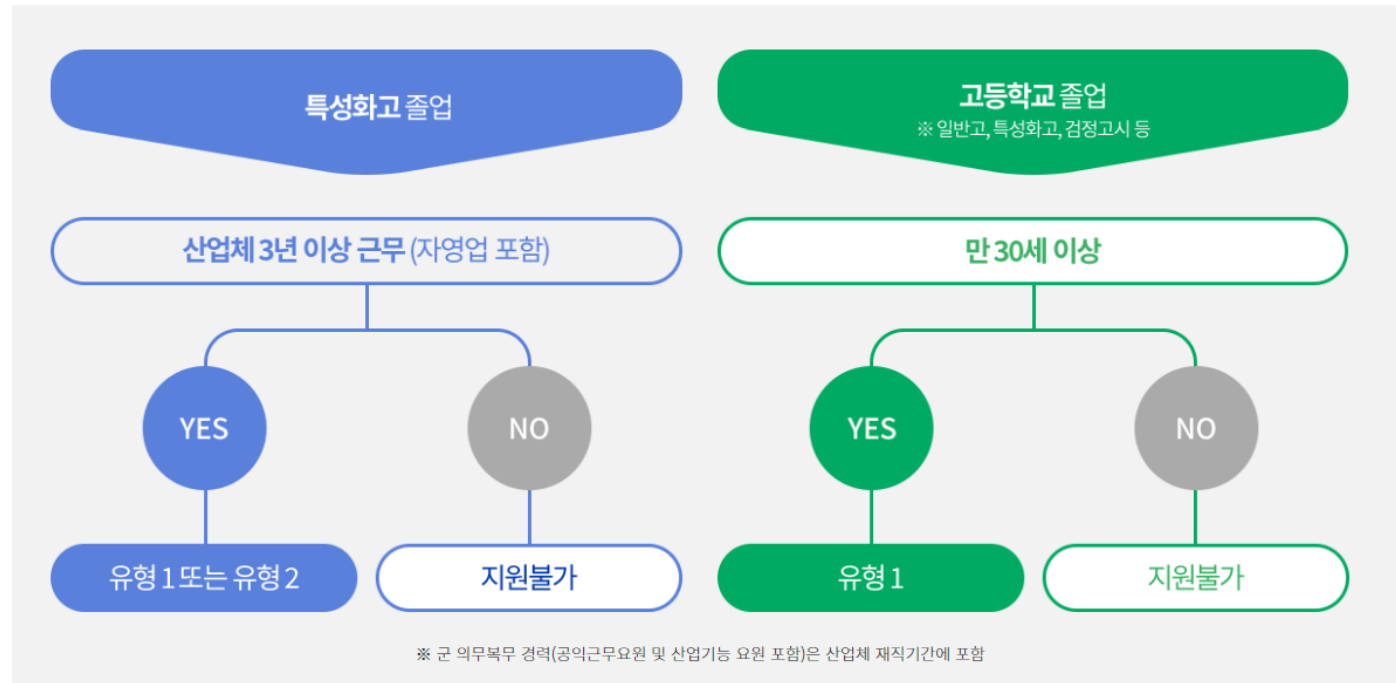 특성화고 졸업
산업체 3년 이상 근무 (자영업 포함)
YES
NO
유형 1 또는 유형 2
지원불가
고등학교 졸업
※ 일반고, 특성화고, 검정고시 등
만 30세 이상
YES
NO
유형 1
지원불가
※ 군 의무복무 경력(공익근무요원 및 산업기능 요원 포함)은 산업체 재직기간에 포함